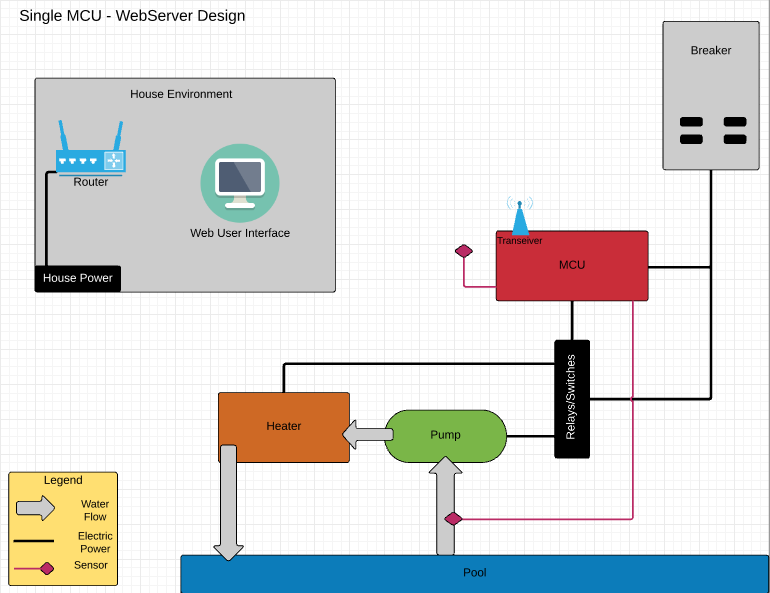 Single MCU - WebServer Design
Breaker
House Environment
Router
Web User Interface
House Power
Transeiver
MCU
Relays/Switches
Heater
Pump
Legend
Water
Flow
Electric
Power
Sensor
Pool